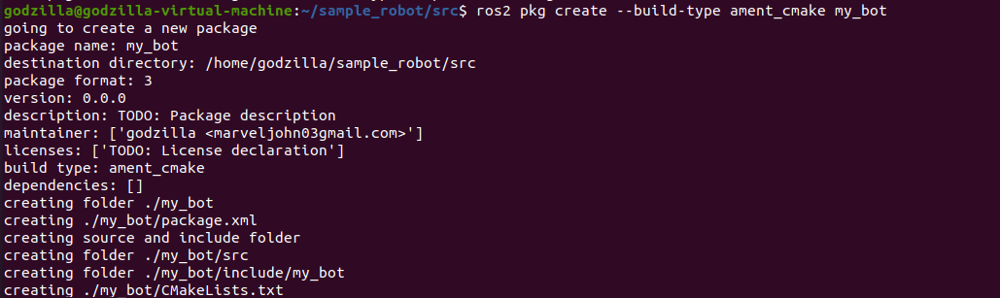 godzilla@godzilla-virtual-machine:~/sample_robot/src$ ros2 pkg create --build-type ament_cmake my_bot
going to create a new package
package name: my_bot
destination directory: /home/godzilla/sample_robot/src
package format: 3
version: 0.0.0
description: TODO: Package description
maintainer: ['godzilla <marveljohn03gmail.com>']
licenses: ['TODO: License declaration']
build type: ament_cmake
dependencies: []
creating folder ./my_bot
creating ./my_bot/package.xml
creating source and include folder
creating folder ./my_bot/src
creating folder ./my_bot/include/my_bot
creating ./my_bot/CMakeLists.txt